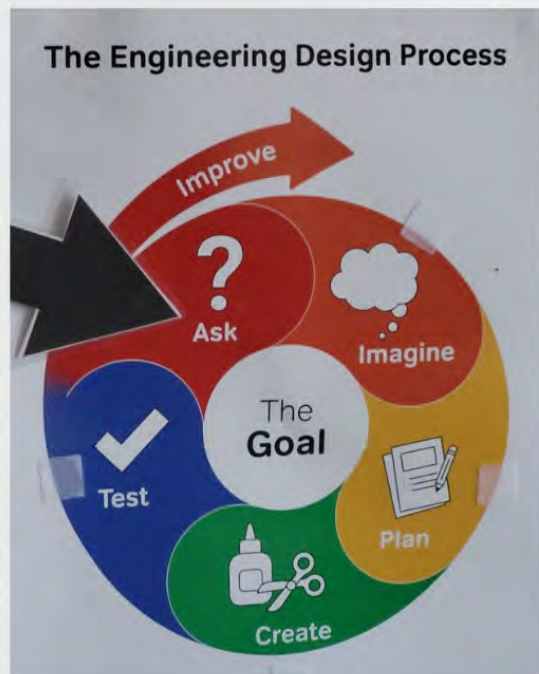 The Engineering Design Process
Improve
?
Ask
Imagine
The
Goal
Test
Plan
Create